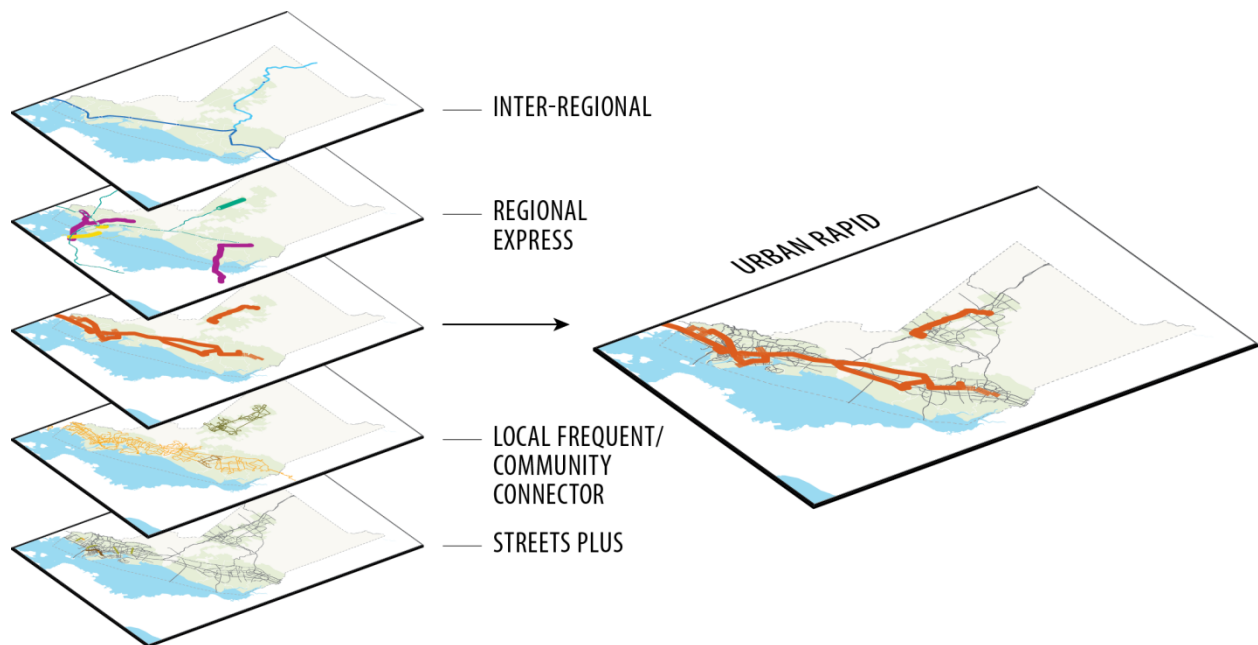 INTER-REGIONAL
REGIONAL
EXPRESS
URBAN RAPID
LOCAL FREQUENT/
COMMUNITY
CONNECTOR
STREETS PLUS